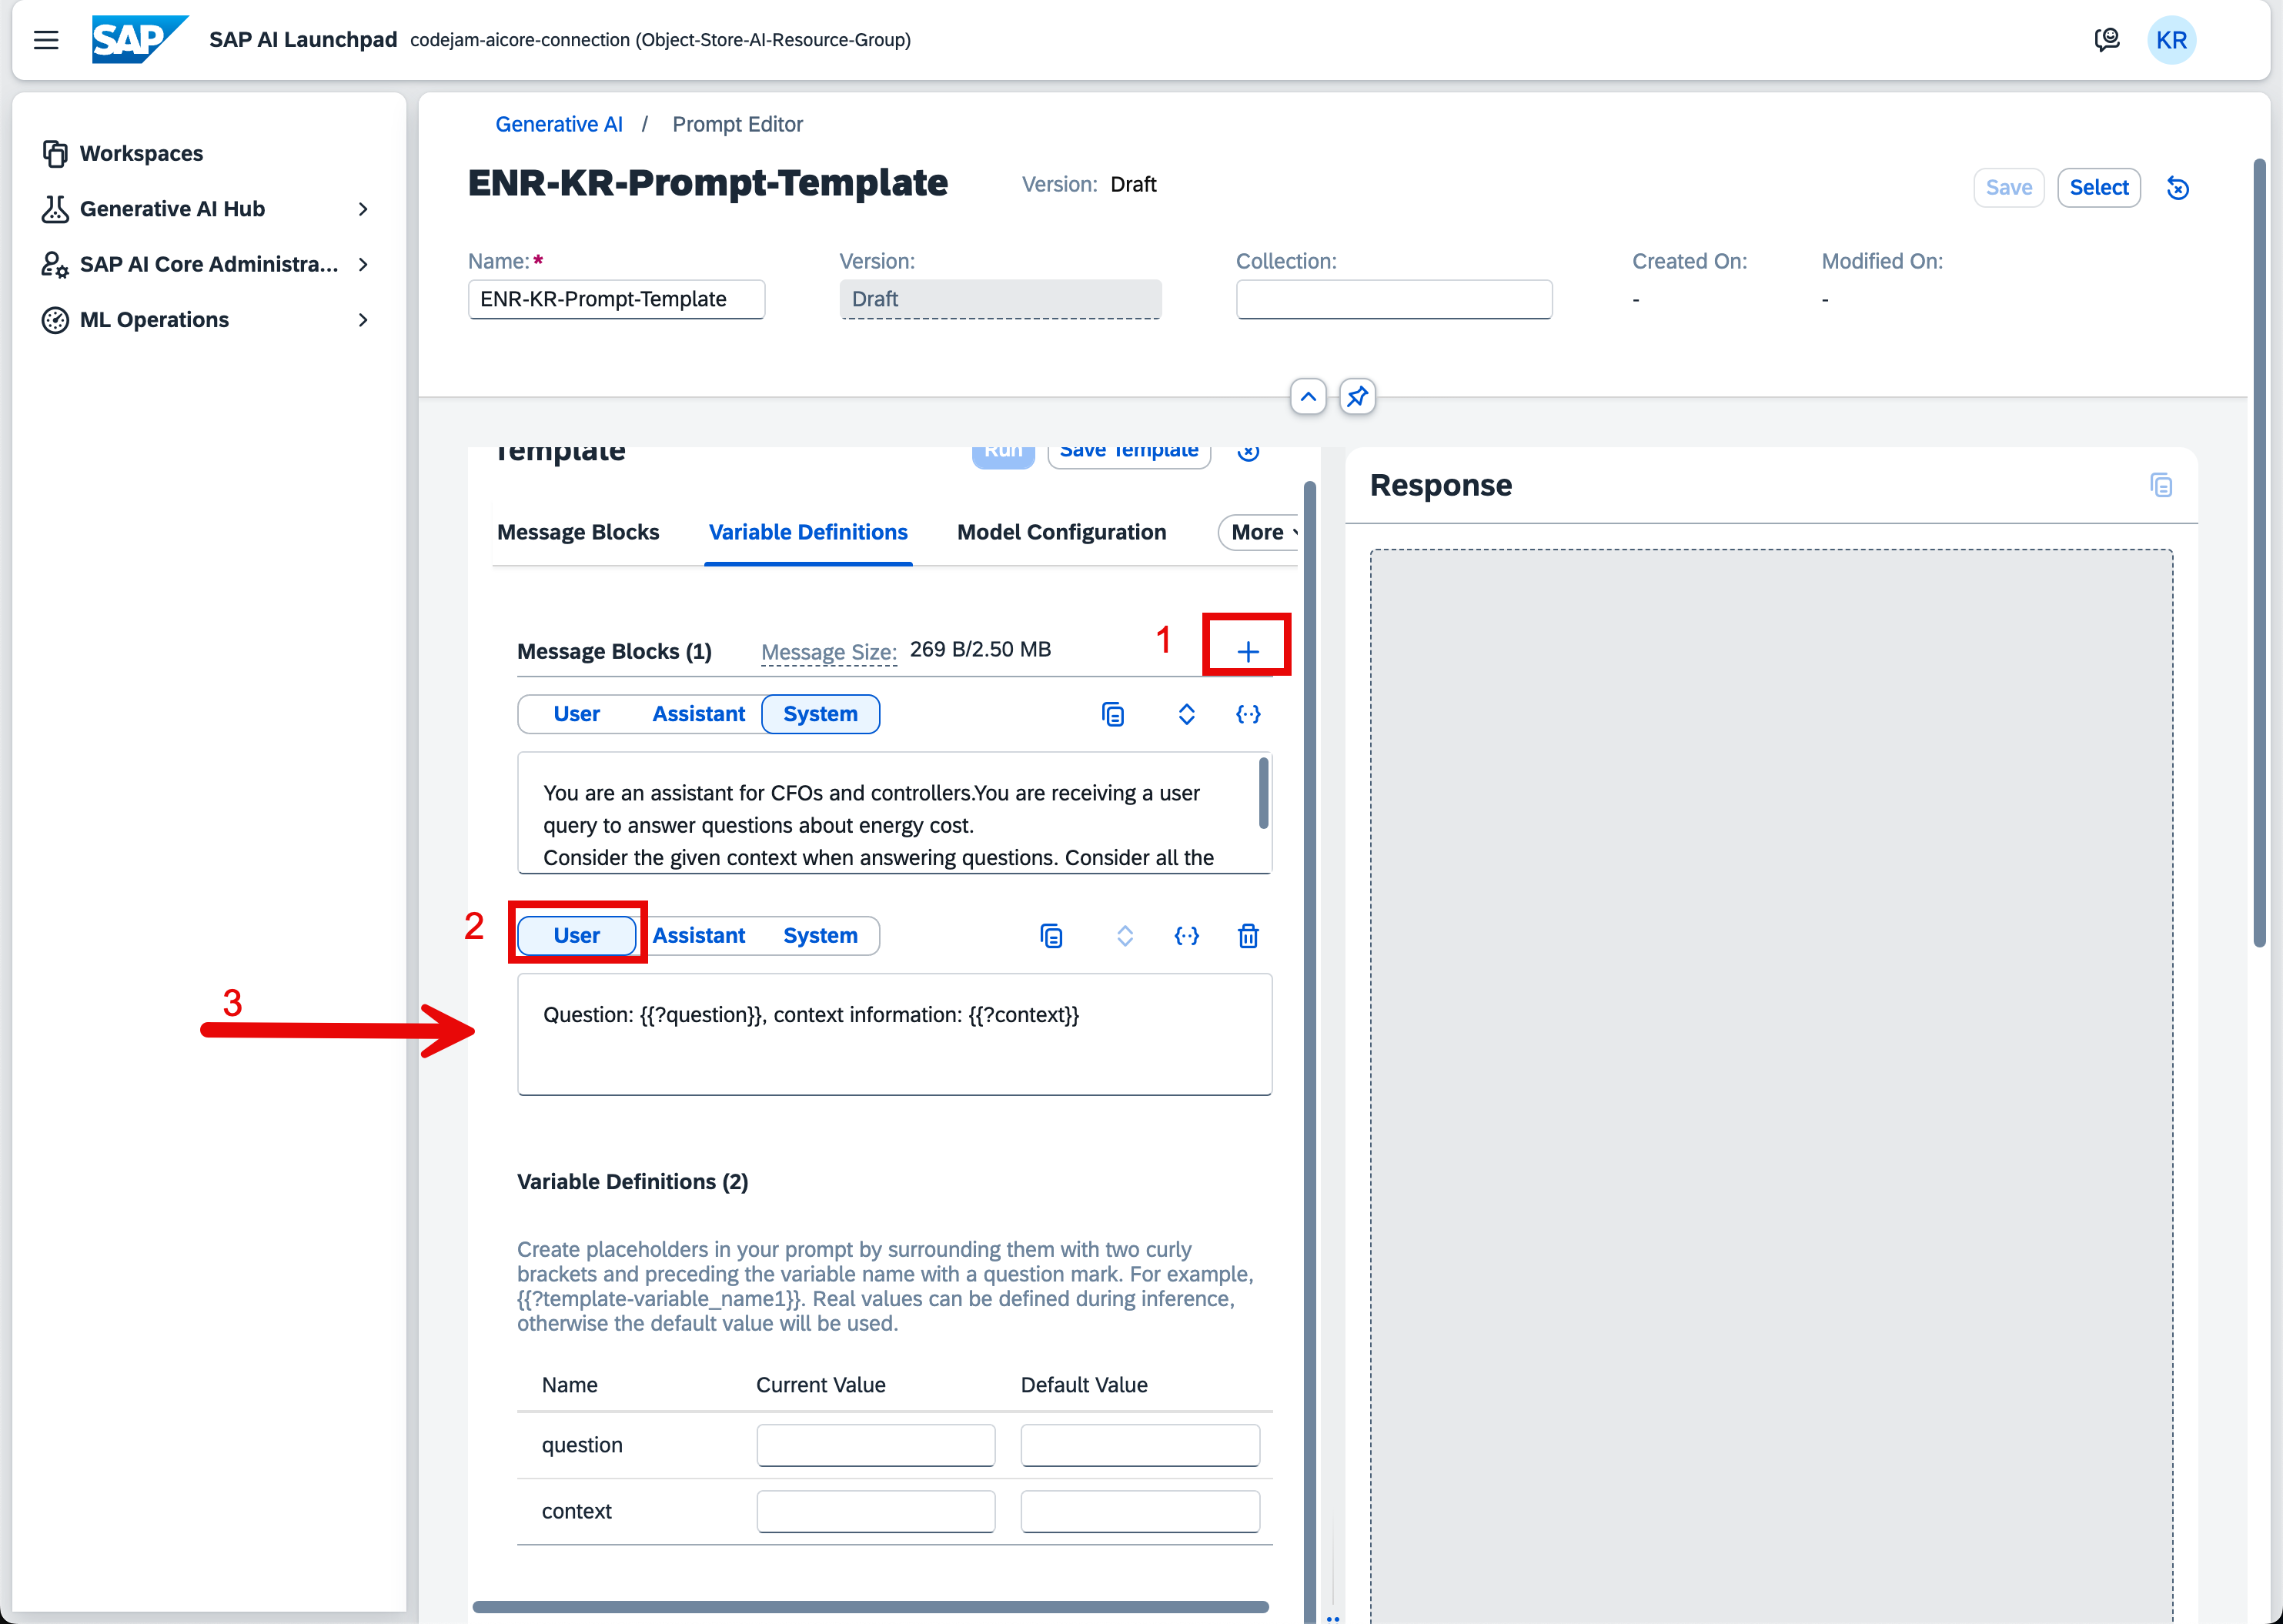 SAP SAP AI Launchpad codejam-aicore-connection (Object-Store-AI-Resource-Group) KR
Workspaces
Generative AI Hub
SAP AI Core Administra...
ML Operations
Generative AI / Prompt Editor
ENR-KR-Prompt-Template Version: Draft Save Select
Name:* Version: Collection: Created On: Modified On:
ENR-KR-Prompt-Template Draft - -
Template Run Save Template
Message Blocks Variable Definitions Model Configuration More
Message Blocks (1) Message Size: 269 B/2.50 MB 1
User Assistant System
You are an assistant for CFOs and controllers.You are receiving a user
query to answer questions about energy cost.
Consider the given context when answering questions. Consider all the
2 User Assistant System
3
Question: {{?question}}, context information: {{?context}}
Variable Definitions (2)
Create placeholders in your prompt by surrounding them with two curly
brackets and preceding the variable name with a question mark. For example,
{{?template-variable_name1}}. Real values can be defined during inference,
otherwise the default value will be used.
Name Current Value Default Value
question
context
Response